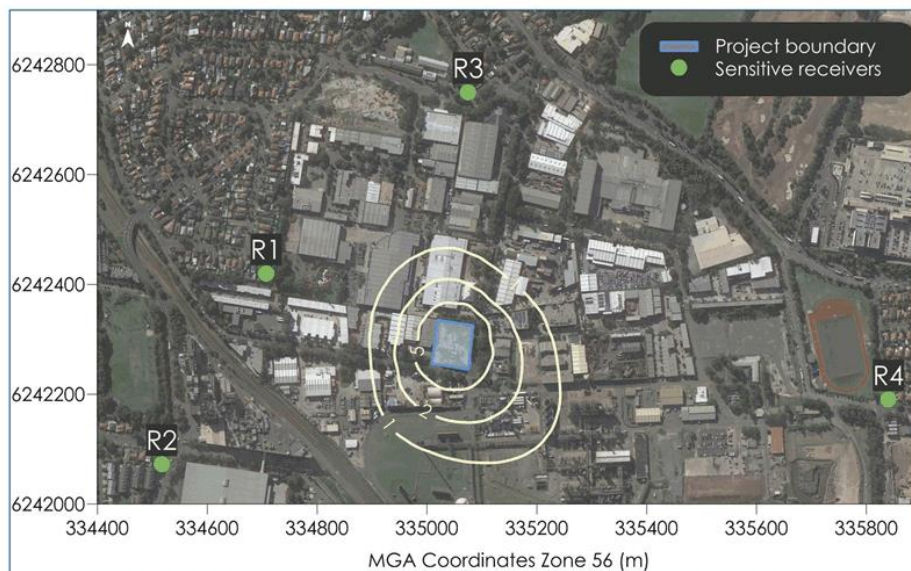 N
Project boundary
Sensitive receivers
6242800
6242600
6242400
6242200
6242000
R3
R1
R4
R2
5
2
1
334400
334600
334800
335000
335200
335400
335600
335800
MGA Coordinates Zone 56 (m)